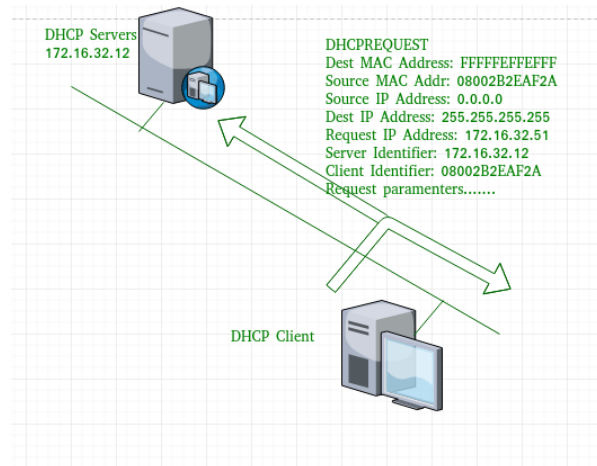 DHCP Servers
172.16.32.12
DHCPREQUEST
Dest MAC Address: FFFFFEFFEFFF
Source MAC Addr: 08002B2EAF2A
Source IP Address: 0.0.0.0
Dest IP Address: 255.255.255.255
Request IP Address: 172.16.32.51
Server Identifier: 172.16.32.12
Client Identifier: 08002B2EAF2A
Request paramenters.......
DHCP Client